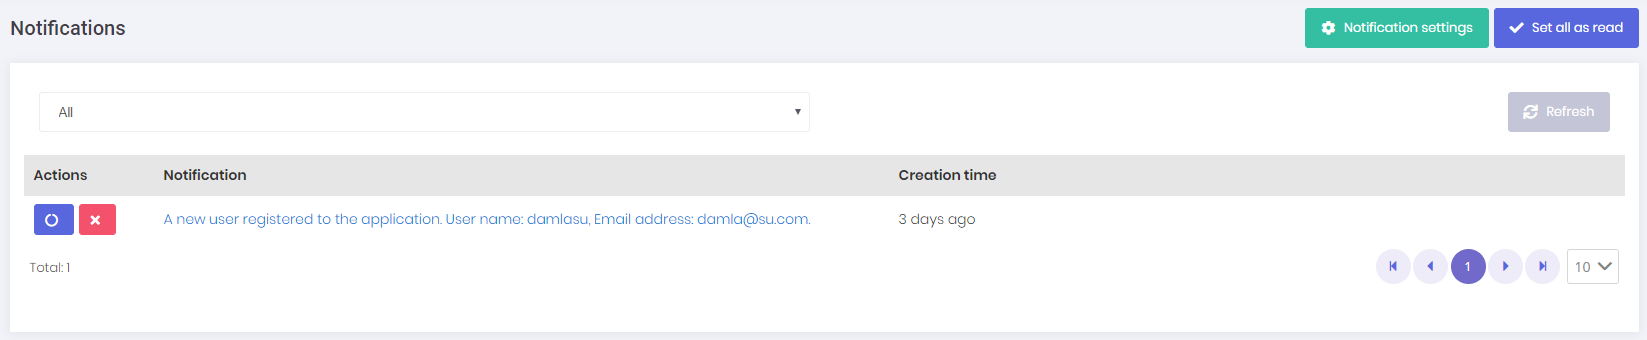 Notifications
Notification settings
Set all as read
All
Refresh
Actions Notification Creation time
A new user registered to the application. User name: damlasu, Email address: damla@su.com. 3 days ago
Total: 1
1
10